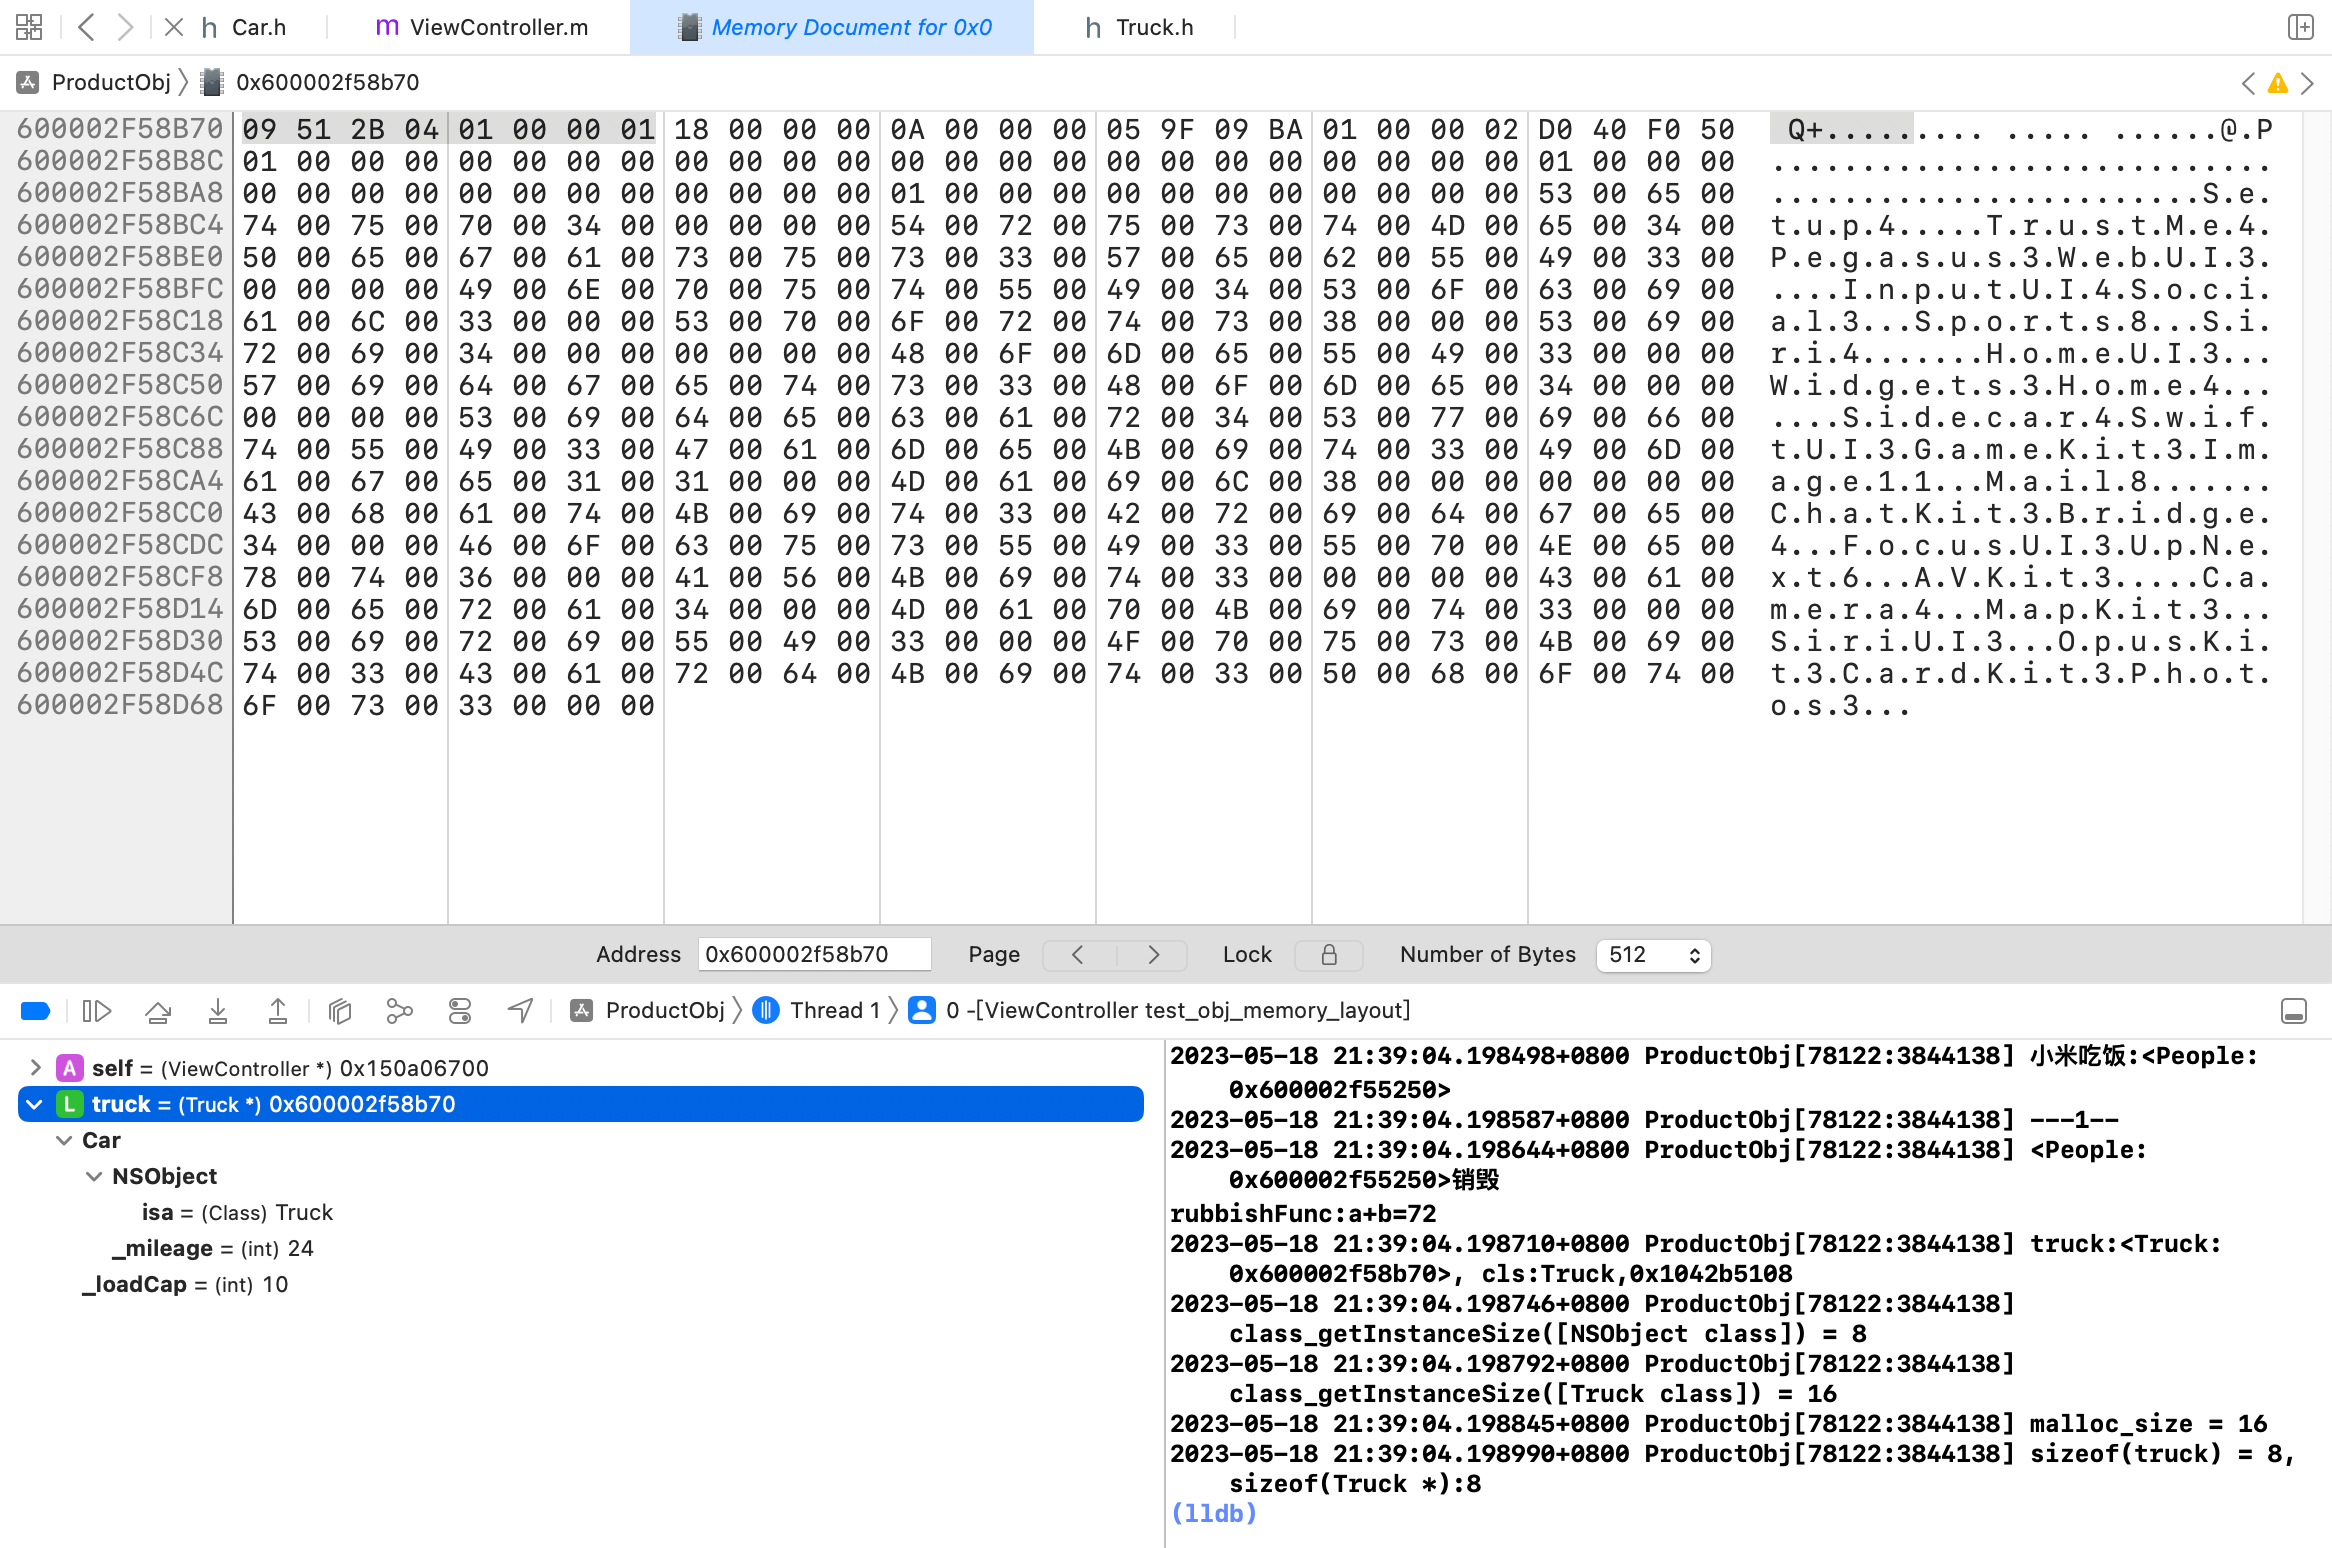 Car.h
ViewController.m
Memory Document for 0x0
Truck.h
ProductObj 0x600002f58b70
600002F58B70 09 51 2B 04 01 00 00 01 18 00 00 00 0A 00 00 00 05 9F 09 BA 01 00 00 02 D0 40 F0 50 Q+......... ..... ......@.P
600002F58B8C 01 00 00 00 00 00 00 00 00 00 00 00 00 00 00 00 00 00 00 00 00 00 00 00 01 00 00 00 ............................
600002F58BA8 00 00 00 00 00 00 00 00 00 00 00 00 01 00 00 00 00 00 00 00 00 00 00 00 53 00 65 00 ........................S.e.
600002F58BC4 74 00 75 00 70 00 34 00 00 00 00 00 54 00 72 00 75 00 73 00 74 00 4D 00 65 00 34 00 t.u.p.4.....T.r.u.s.t.M.e.4.
600002F58BE0 50 00 65 00 67 00 61 00 73 00 75 00 73 00 33 00 57 00 65 00 62 00 55 00 49 00 33 00 P.e.g.a.s.u.s.3.W.e.b.U.I.3.
600002F58BFC 00 00 00 00 49 00 6E 00 70 00 75 00 74 00 55 00 49 00 34 00 53 00 6F 00 63 00 69 00 ....I.n.p.u.t.U.I.4.S.o.c.i.
600002F58C18 61 00 6C 00 33 00 00 00 53 00 70 00 6F 00 72 00 74 00 73 00 38 00 00 00 53 00 69 00 a.l.3...S.p.o.r.t.s.8...S.i.
600002F58C34 72 00 69 00 34 00 00 00 00 00 00 00 48 00 6F 00 6D 00 65 00 55 00 49 00 33 00 00 00 r.i.4.......H.o.m.e.U.I.3...
600002F58C50 57 00 69 00 64 00 67 00 65 00 74 00 73 00 33 00 48 00 6F 00 6D 00 65 00 34 00 00 00 W.i.d.g.e.t.s.3.H.o.m.e.4...
600002F58C6C 00 00 00 00 53 00 69 00 64 00 65 00 63 00 61 00 72 00 34 00 53 00 77 00 69 00 66 00 ....S.i.d.e.c.a.r.4.S.w.i.f.
600002F58C88 74 00 55 00 49 00 33 00 47 00 61 00 6D 00 65 00 4B 00 69 00 74 00 33 00 49 00 6D 00 t.U.I.3.G.a.m.e.K.i.t.3.I.m.
600002F58CA4 61 00 67 00 65 00 31 00 31 00 00 00 4D 00 61 00 69 00 6C 00 38 00 00 00 00 00 00 00 a.g.e.1.1...M.a.i.l.8.......
600002F58CC0 43 00 68 00 61 00 74 00 4B 00 69 00 74 00 33 00 42 00 72 00 69 00 64 00 67 00 65 00 C.h.a.t.K.i.t.3.B.r.i.d.g.e.
600002F58CDC 34 00 00 00 46 00 6F 00 63 00 75 00 73 00 55 00 49 00 33 00 55 00 70 00 4E 00 65 00 4...F.o.c.u.s.U.I.3.U.p.N.e.
600002F58CF8 78 00 74 00 36 00 00 00 41 00 56 00 4B 00 69 00 74 00 33 00 00 00 00 00 43 00 61 00 x.t.6...A.V.K.i.t.3.....C.a.
600002F58D14 6D 00 65 00 72 00 61 00 34 00 00 00 4D 00 61 00 70 00 4B 00 69 00 74 00 33 00 00 00 m.e.r.a.4...M.a.p.K.i.t.3...
600002F58D30 53 00 69 00 72 00 69 00 55 00 49 00 33 00 00 00 4F 00 70 00 75 00 73 00 4B 00 69 00 S.i.r.i.U.I.3...O.p.u.s.K.i.
600002F58D4C 74 00 33 00 43 00 61 00 72 00 64 00 4B 00 69 00 74 00 33 00 50 00 68 00 6F 00 74 00 t.3.C.a.r.d.K.i.t.3.P.h.o.t.
600002F58D68 6F 00 73 00 33 00 00 00 o.s.3...
Address 0x600002f58b70 Page Lock Number of Bytes 512
ProductObj Thread 1 0 -[ViewController test_obj_memory_layout]
self = (ViewController *) 0x150a06700
truck = (Truck *) 0x600002f58b70
Car
NSObject
isa = (Class) Truck
_mileage = (int) 24
_loadCap = (int) 10
2023-05-18 21:39:04.198498+0800 ProductObj[78122:3844138] 小米吃饭:<People:
0x600002f55250>
2023-05-18 21:39:04.198587+0800 ProductObj[78122:3844138] ---1--
2023-05-18 21:39:04.198644+0800 ProductObj[78122:3844138] <People:
0x600002f55250>销毁
rubbishFunc:a+b=72
2023-05-18 21:39:04.198710+0800 ProductObj[78122:3844138] truck:<Truck:
0x600002f58b70>, cls:Truck,0x1042b5108
2023-05-18 21:39:04.198746+0800 ProductObj[78122:3844138]
class_getInstanceSize([NSObject class]) = 8
2023-05-18 21:39:04.198792+0800 ProductObj[78122:3844138]
class_getInstanceSize([Truck class]) = 16
2023-05-18 21:39:04.198845+0800 ProductObj[78122:3844138] malloc_size = 16
2023-05-18 21:39:04.198990+0800 ProductObj[78122:3844138] sizeof(truck) = 8,
sizeof(Truck *):8
(lldb)